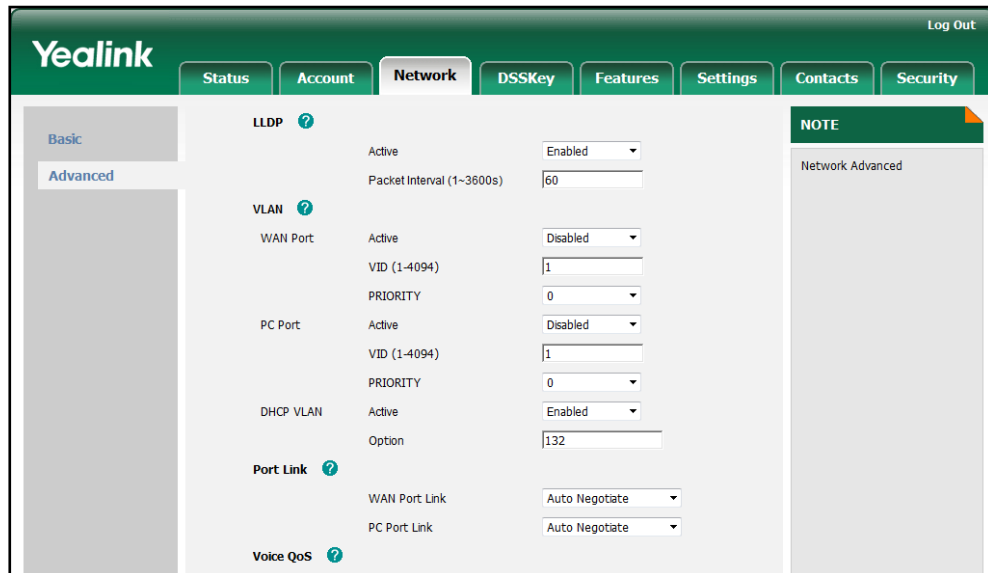 Log Out
Yealink
Status Account Network DSSKey Features Settings Contacts Security
Basic
Advanced
LLDP ?
Active Enabled
Packet Interval (1~3600s) 60
VLAN ?
WAN Port Active Disabled
VID (1-4094) 1
PRIORITY 0
PC Port Active Disabled
VID (1-4094) 1
PRIORITY 0
DHCP VLAN Active Enabled
Option 132
Port Link ?
WAN Port Link Auto Negotiate
PC Port Link Auto Negotiate
Voice QoS ?
NOTE
Network Advanced